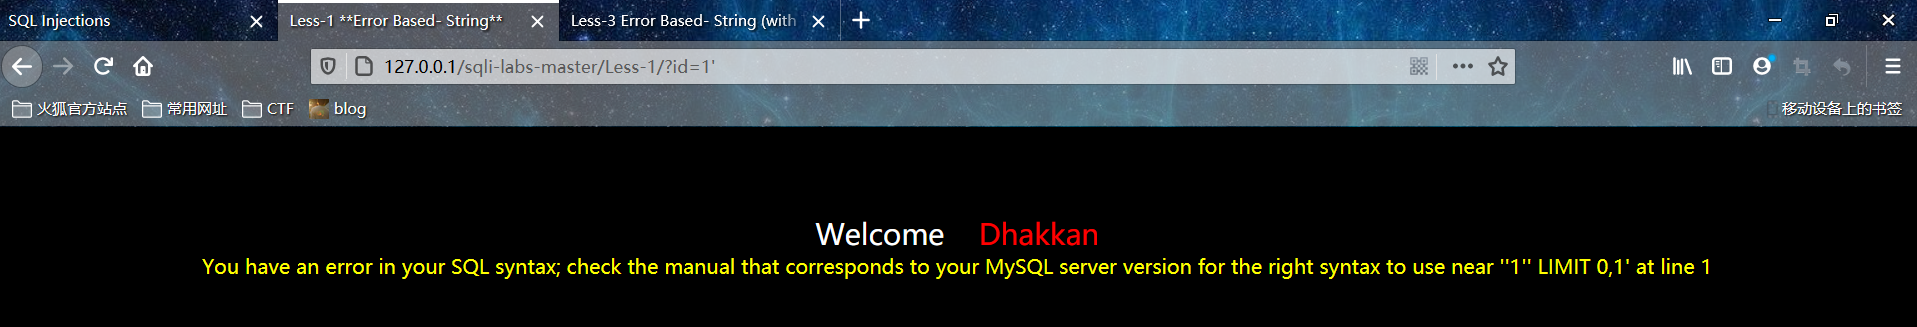 SQL Injections Less-1 **Error Based- String** Less-3 Error Based- String (with
127.0.0.1/sqli-labs-master/Less-1/?id=1'
火狐官方站点 常用网址 CTF blog 移动设备上的书签
Welcome Dhakkan
You have an error in your SQL syntax; check the manual that corresponds to your MySQL server version for the right syntax to use near ''1'' LIMIT 0,1' at line 1